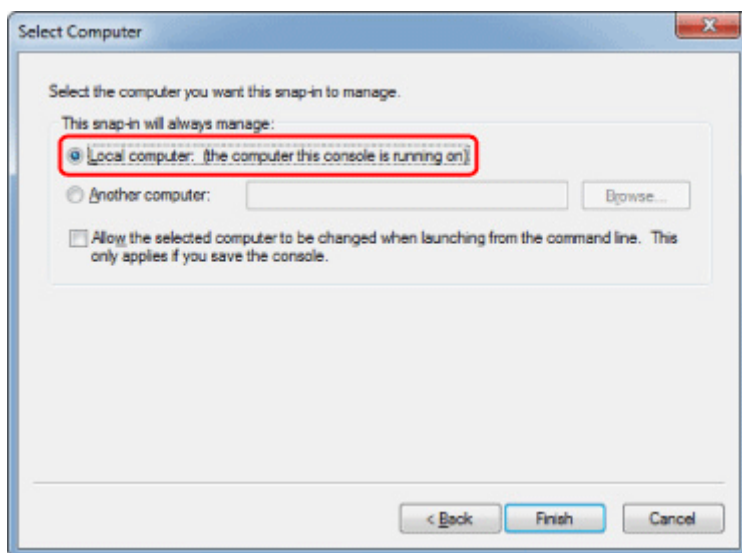 Select Computer
Select the computer you want this snap-in to manage.
This snap-in will always manage:
Local computer: (the computer this console is running on)
Another computer:
Browse...
Allow the selected computer to be changed when launching from the command line. This
only applies if you save the console.
< Back
Finish
Cancel